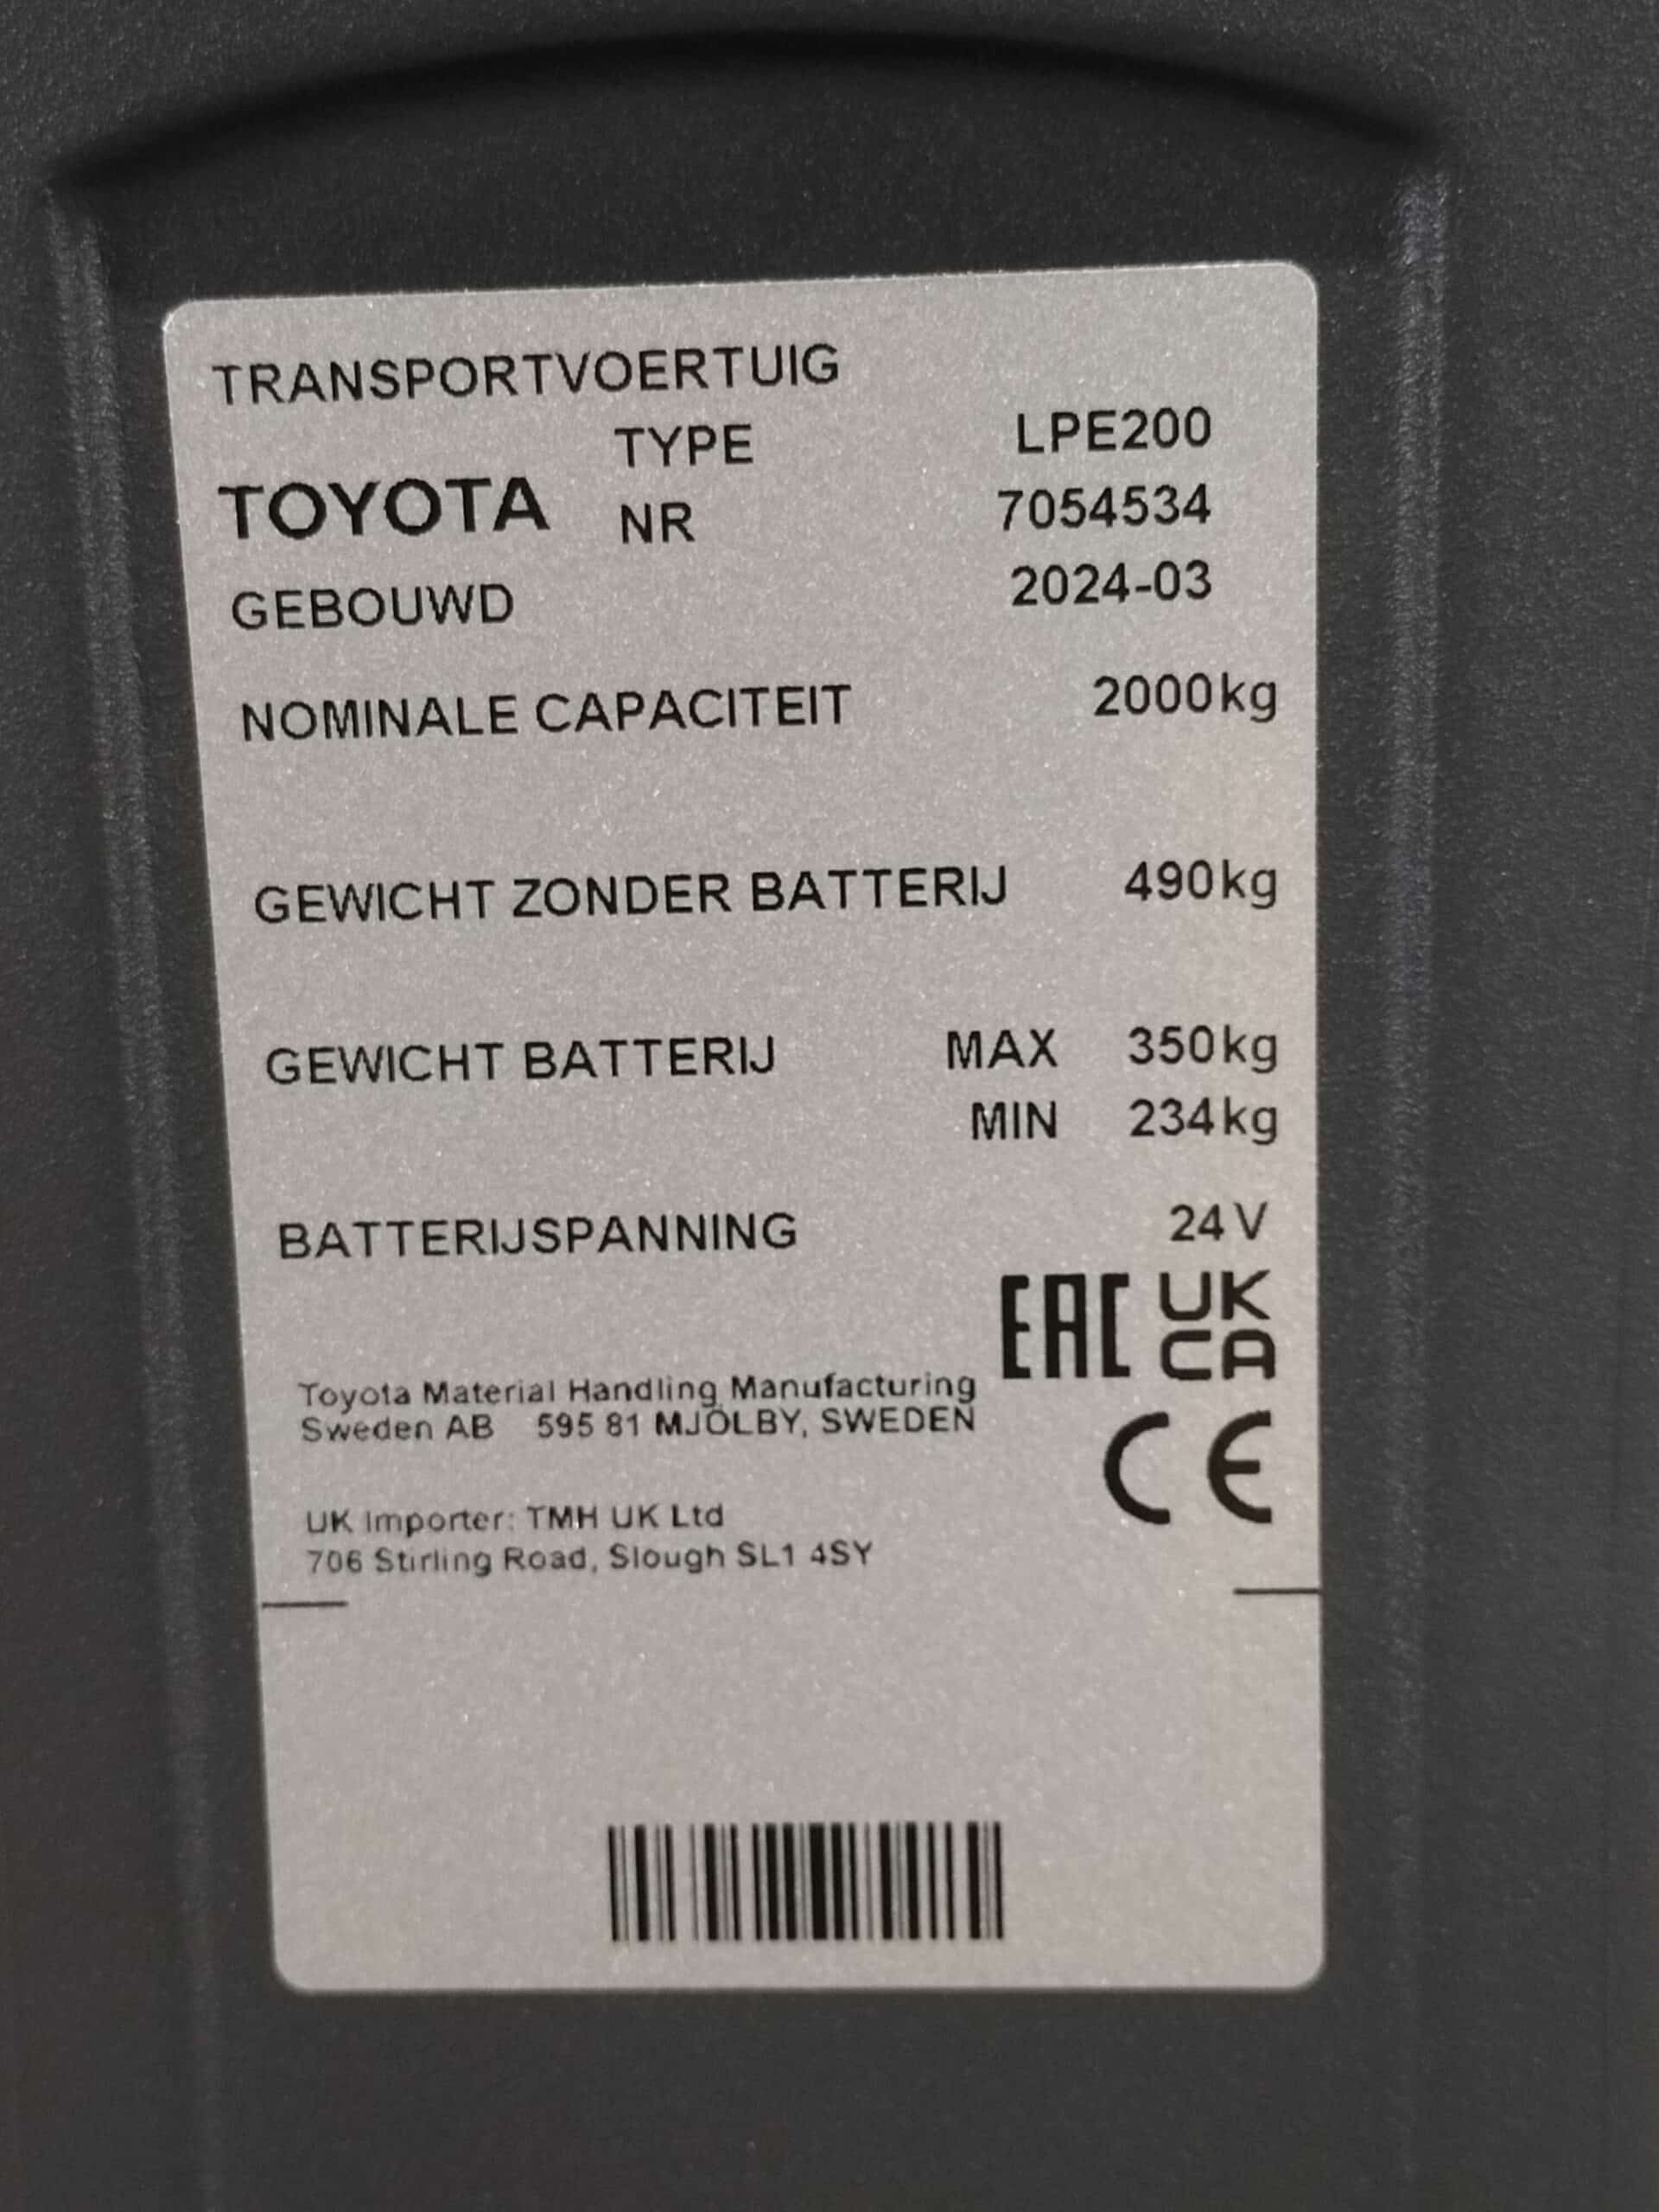 TRANSPORTVOERTUIG
TYPE LPE200
TOYOTA NR 7054534
GEBOUWD 2024-03
NOMINALE CAPACITEIT 2000kg
GEWICHT ZONDER BATTERIJ 490kg
GEWICHT BATTERIJ MAX 350kg
MIN 234kg
BATTERIJSPANNING 24V
EAC UK
CA
Toyota Material Handling Manufacturing
Sweden AB 595 81 MJÖLBY, SWEDEN
CE
UK Importer: TMH UK Ltd
706 Stirling Road, Slough SL1 4SY